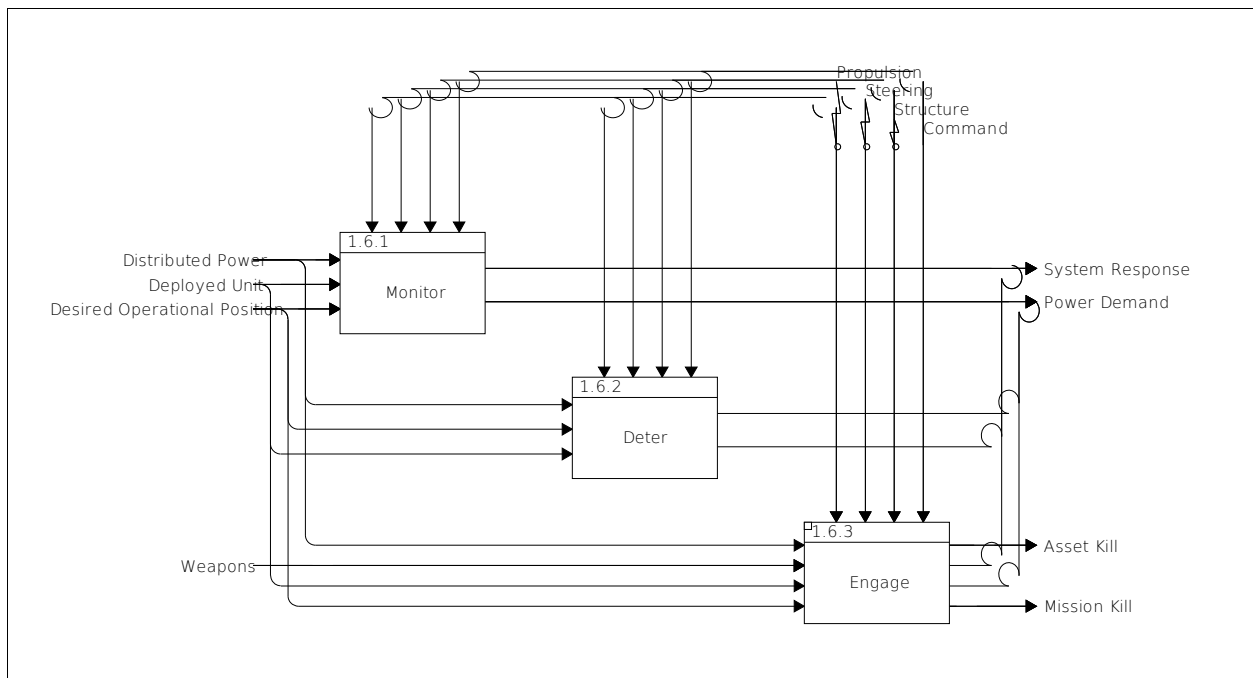 Propulsion
Steering
Structure
Command
1.6.1
Monitor
Distributed Power
Deployed Unit
Desired Operational Position
System Response
Power Demand
1.6.2
Deter
1.6.3
Engage
Weapons
Asset Kill
Mission Kill